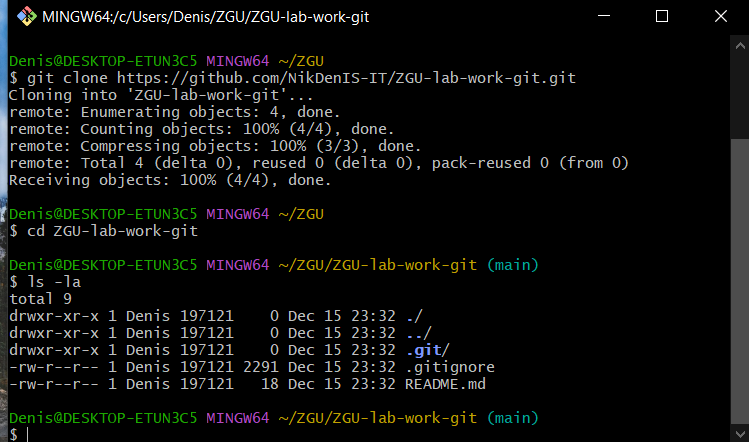 MINGW64:/c/Users/Denis/ZGU/ZGU-lab-work-git
Denis@DESKTOP-ETUN3C5 MINGW64 ~/ZGU
$ git clone https://github.com/NikDenIS-IT/ZGU-lab-work-git.git
Cloning into 'ZGU-lab-work-git'...
remote: Enumerating objects: 4, done.
remote: Counting objects: 100% (4/4), done.
remote: Compressing objects: 100% (3/3), done.
remote: Total 4 (delta 0), reused 0 (delta 0), pack-reused 0 (from 0)
Receiving objects: 100% (4/4), done.
Denis@DESKTOP-ETUN3C5 MINGW64 ~/ZGU
$ cd ZGU-lab-work-git
Denis@DESKTOP-ETUN3C5 MINGW64 ~/ZGU/ZGU-lab-work-git (main)
$ ls -la
total 9
drwxr-xr-x 1 Denis 197121    0 Dec 15 23:32 ./
drwxr-xr-x 1 Denis 197121    0 Dec 15 23:32 ../
drwxr-xr-x 1 Denis 197121    0 Dec 15 23:32 .git/
-rw-r--r-- 1 Denis 197121 2291 Dec 15 23:32 .gitignore
-rw-r--r-- 1 Denis 197121   18 Dec 15 23:32 README.md
Denis@DESKTOP-ETUN3C5 MINGW64 ~/ZGU/ZGU-lab-work-git (main)
$